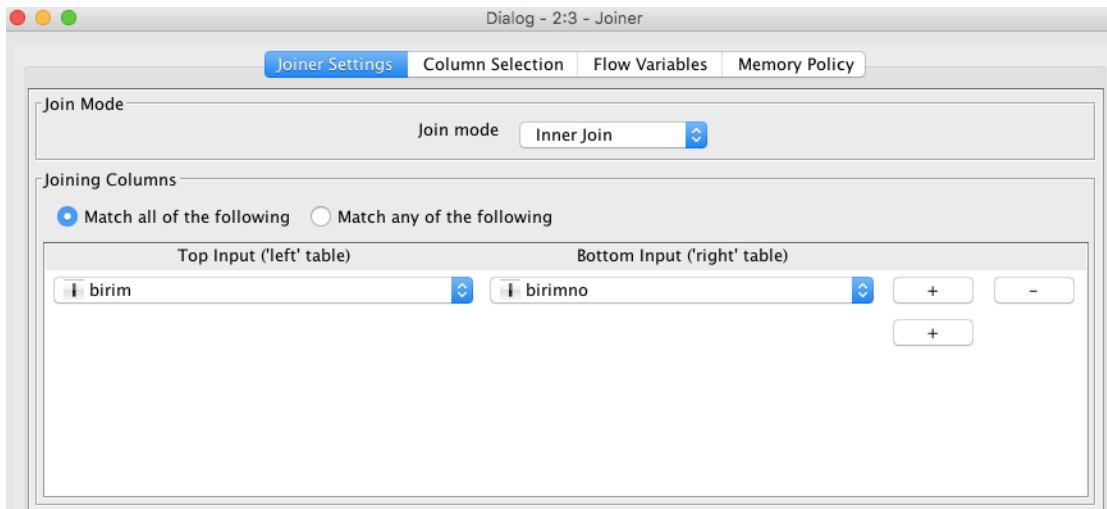 Dialog - 2:3 - Joiner
Joiner Settings Column Selection Flow Variables Memory Policy
Join Mode
Join mode Inner Join
Joining Columns
Match all of the following Match any of the following
Top Input ('left' table) Bottom Input ('right' table)
I birim I birimno + -
+